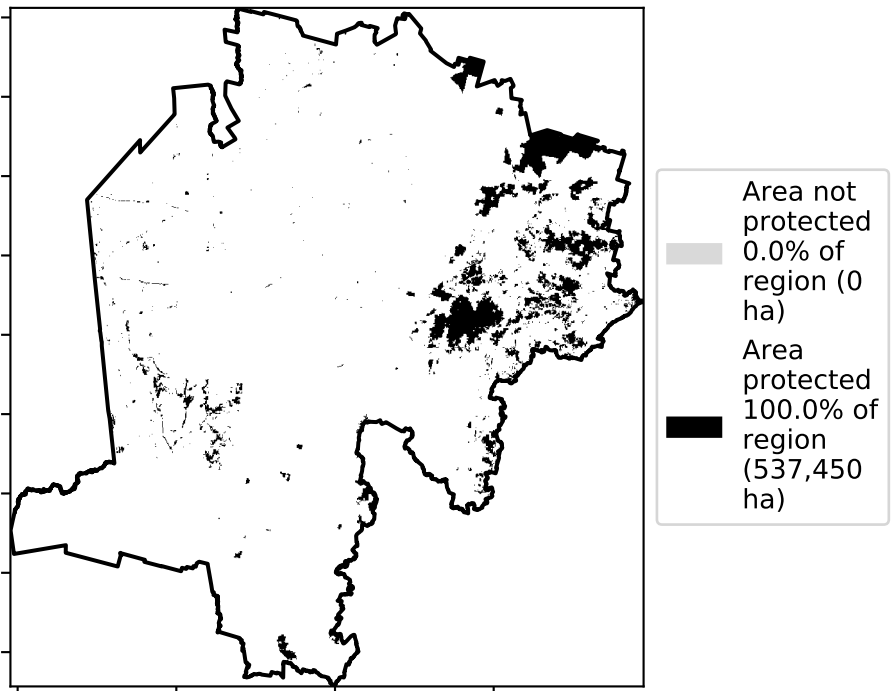 Area not
protected
0.0% of
region (0
ha)
Area
protected
100.0% of
region
(537,450
ha)